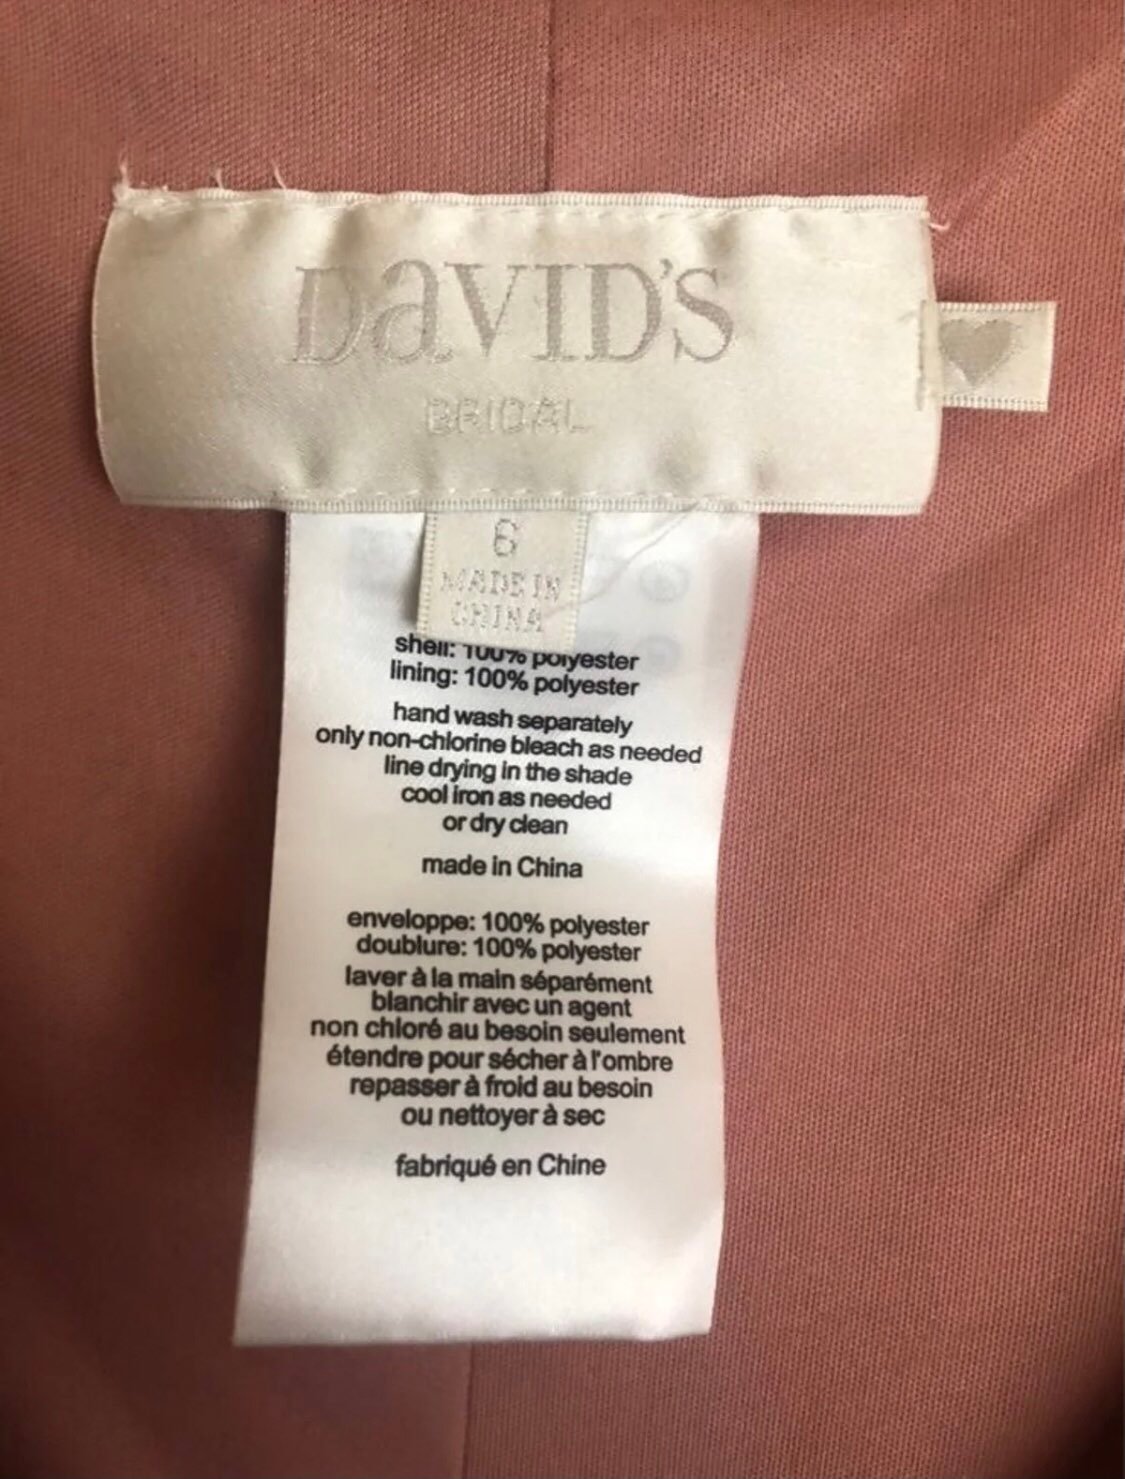 DaVID'S
BRIDAL
6
MADE IN
CHINA
shell: 100% polyester
lining: 100% polyester
hand wash separately
only non-chlorine bleach as needed
line drying in the shade
cool iron as needed
or dry clean
made in China
enveloppe: 100% polyester
doublure: 100% polyester
laver à la main séparément
blanchir avec un agent
non chloré au besoin seulement
étendre pour sécher à l'ombre
repasser à froid au besoin
ou nettoyer à sec
fabriqué en Chine